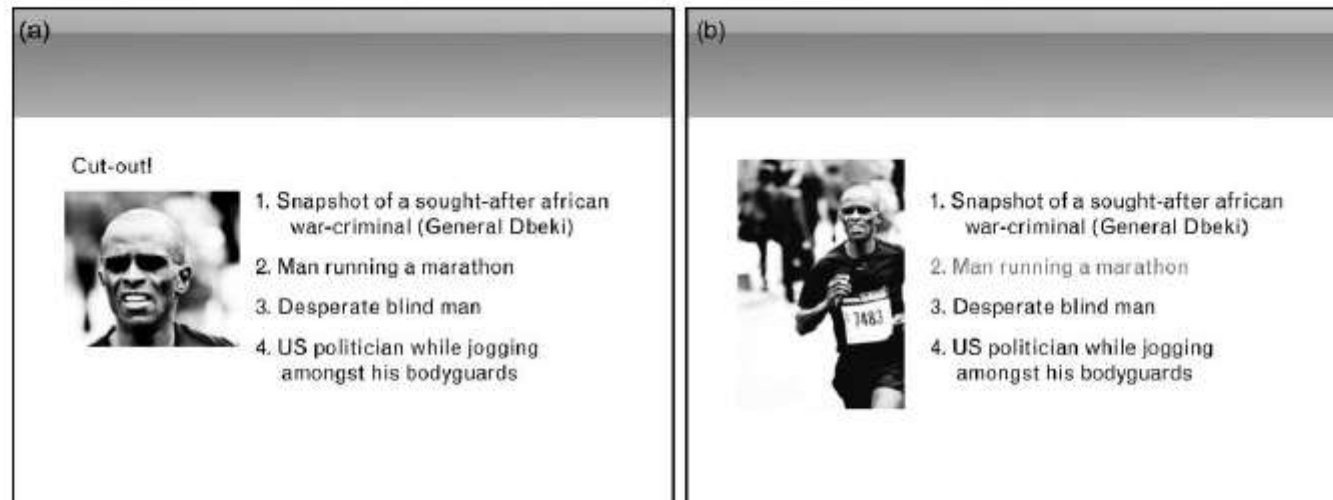 (a)
Cut-out!
1. Snapshot of a sought-after african
war-criminal (General Dbeki)
2. Man running a marathon
3. Desperate blind man
4. US politician while jogging
amongst his bodyguards
(b)
7483
1. Snapshot of a sought-after african
war-criminal (General Dbeki)
2. Man running a marathon
3. Desperate blind man
4. US politician while jogging
amongst his bodyguards